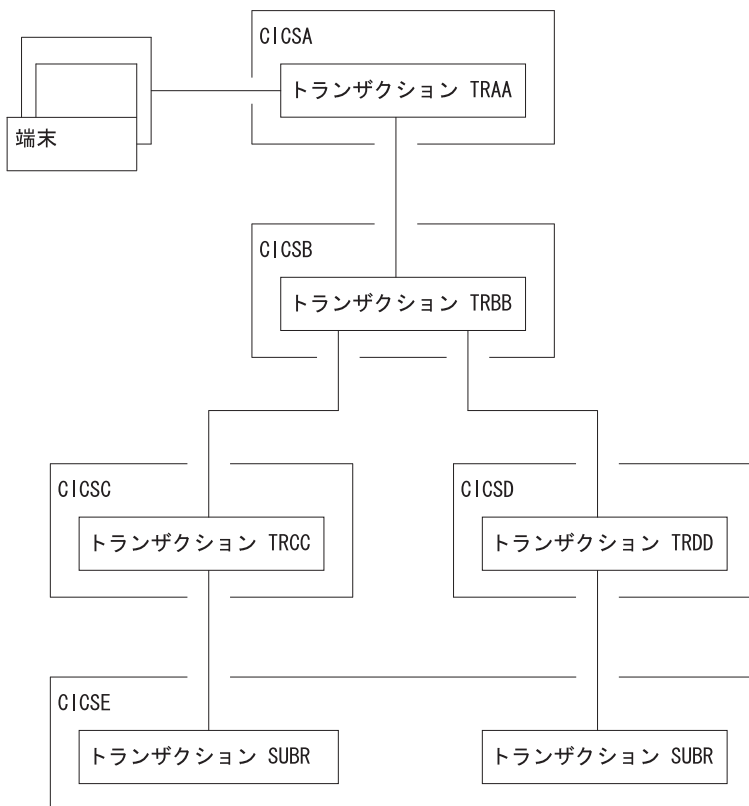 CICSA
トランザクション TRAA
端末
CICSB
トランザクション TRBB
CICSC
CICSD
トランザクション TRCC
トランザクション TRDD
CICSE
トランザクション SUBR
トランザクション SUBR